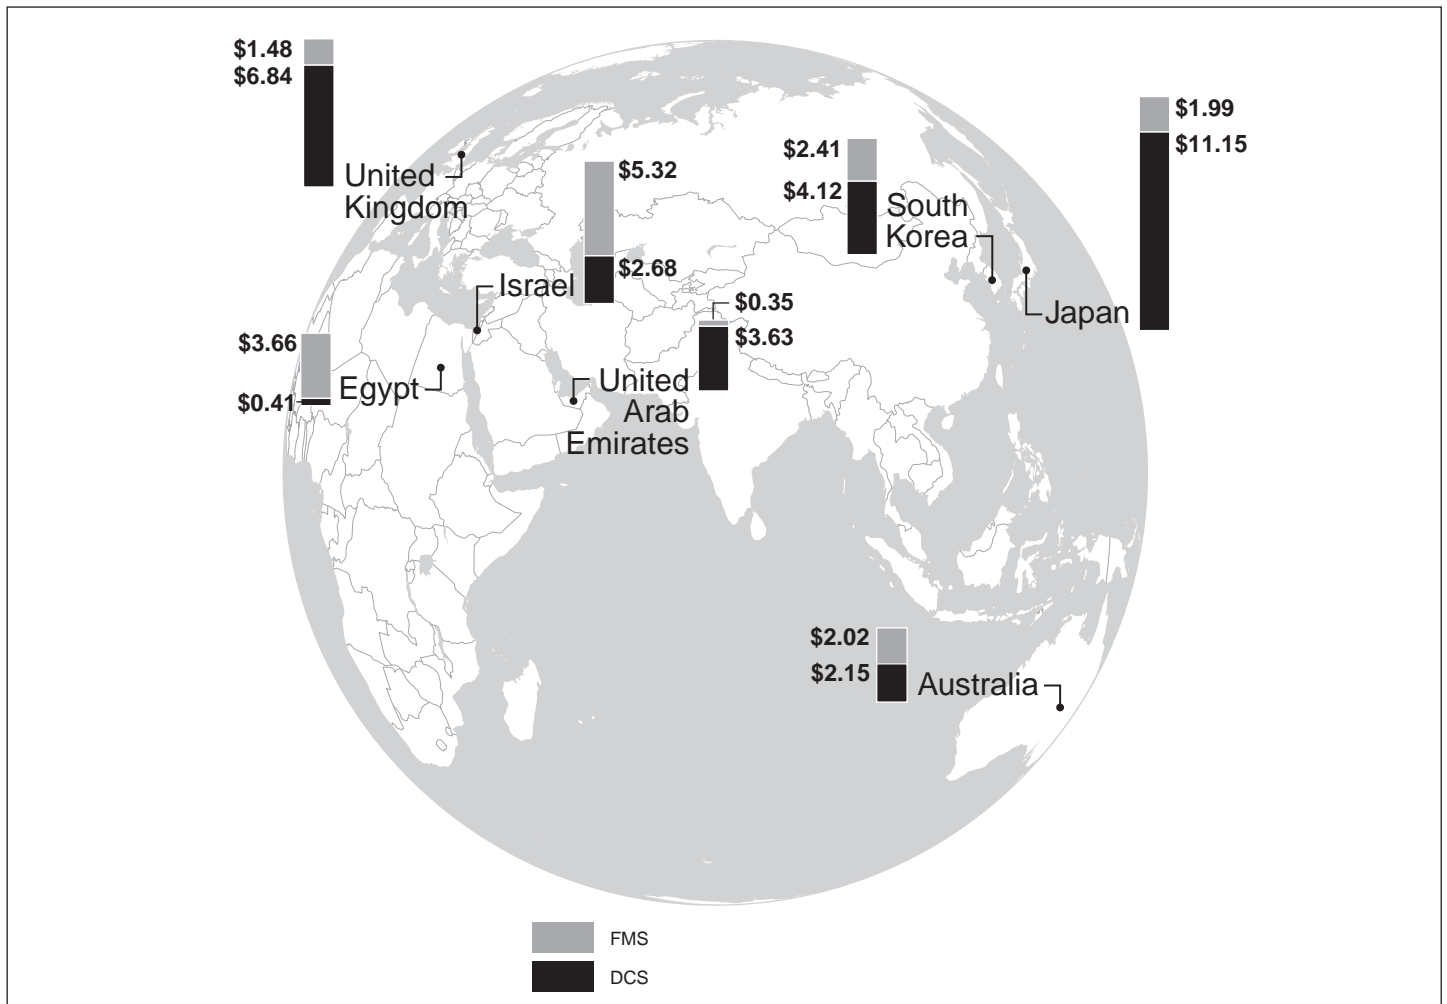 $1.48
$6.84
United
Kingdom
$5.32
$2.68
Israel
$2.41
$4.12
South
Korea
$1.99
$11.15
Japan
$3.66
$0.41
Egypt
$0.35
$3.63
United
Arab
Emirates
$2.02
$2.15
Australia
FMS
DCS